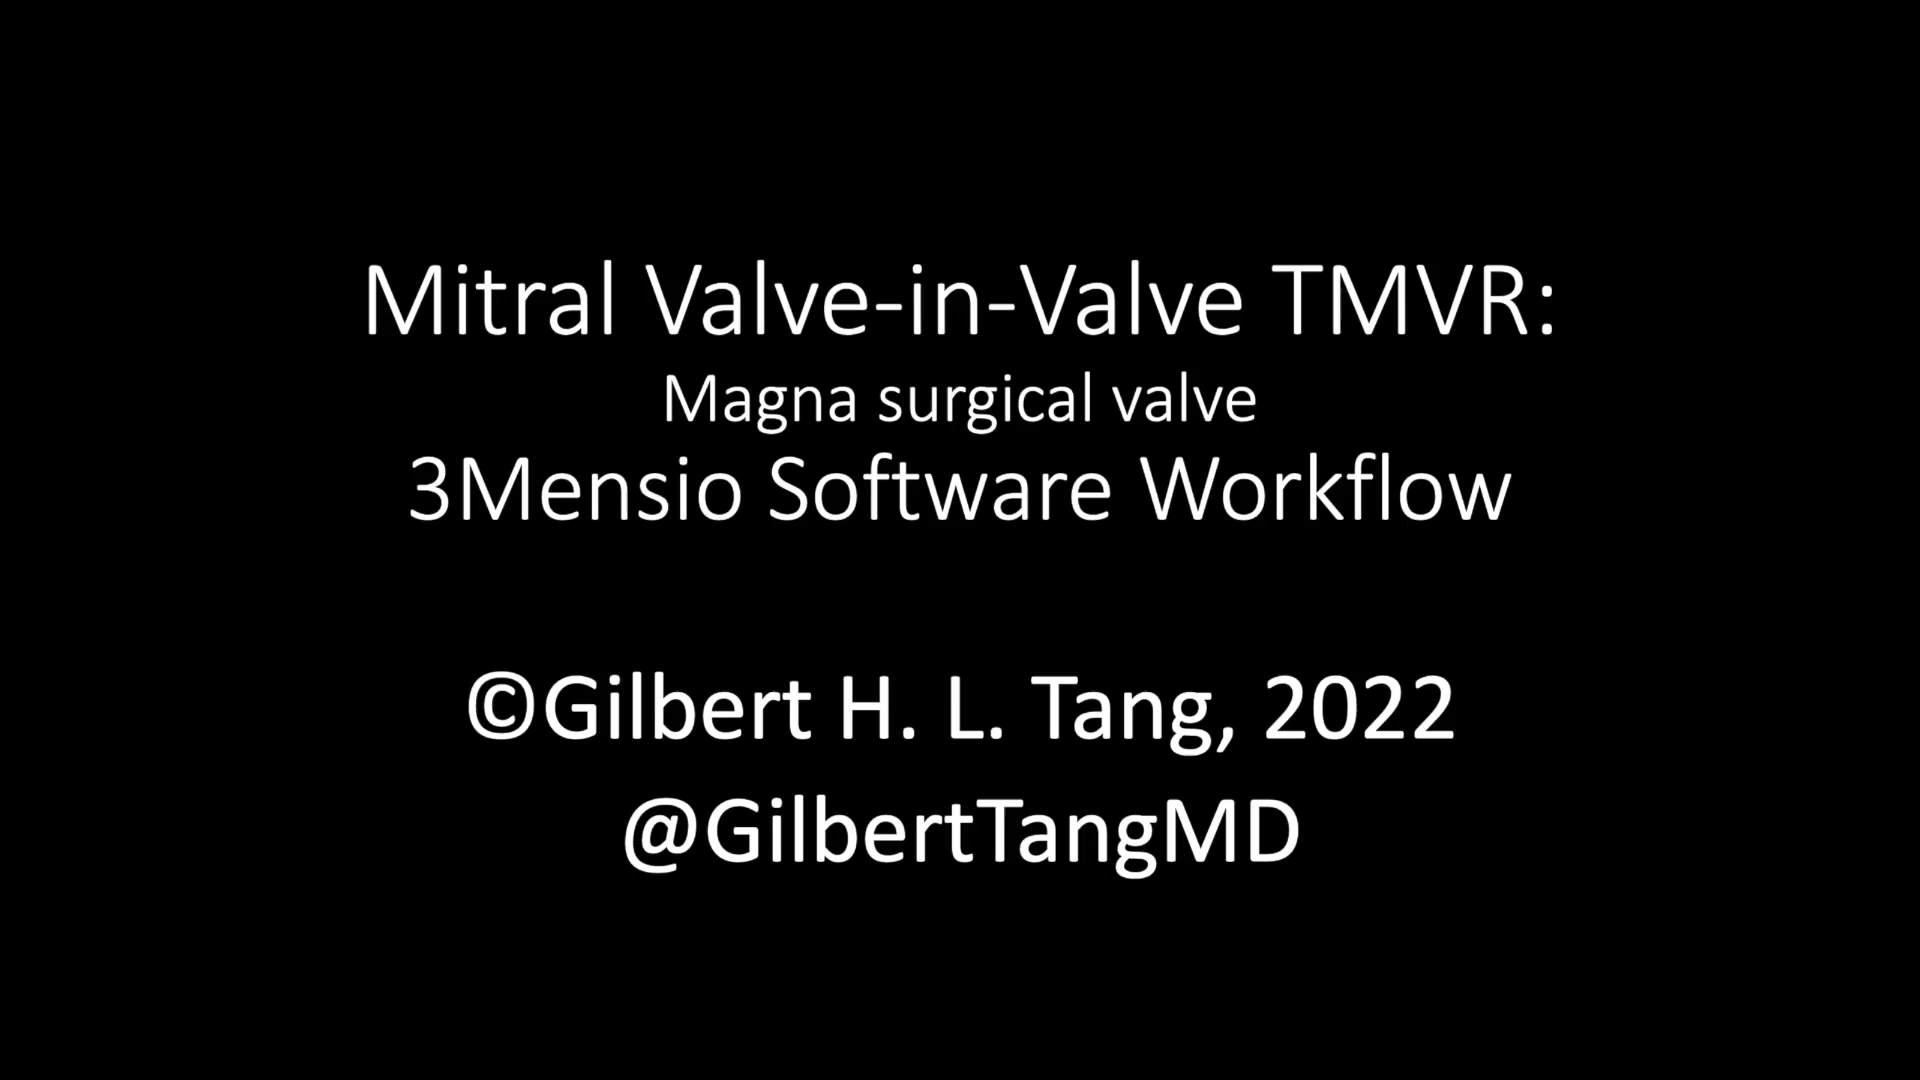 Mitral Valve-in-Valve TMVR:
Magna surgical valve
3Mensio Software Workflow
©Gilbert H. L. Tang, 2022
@GilbertTangMD